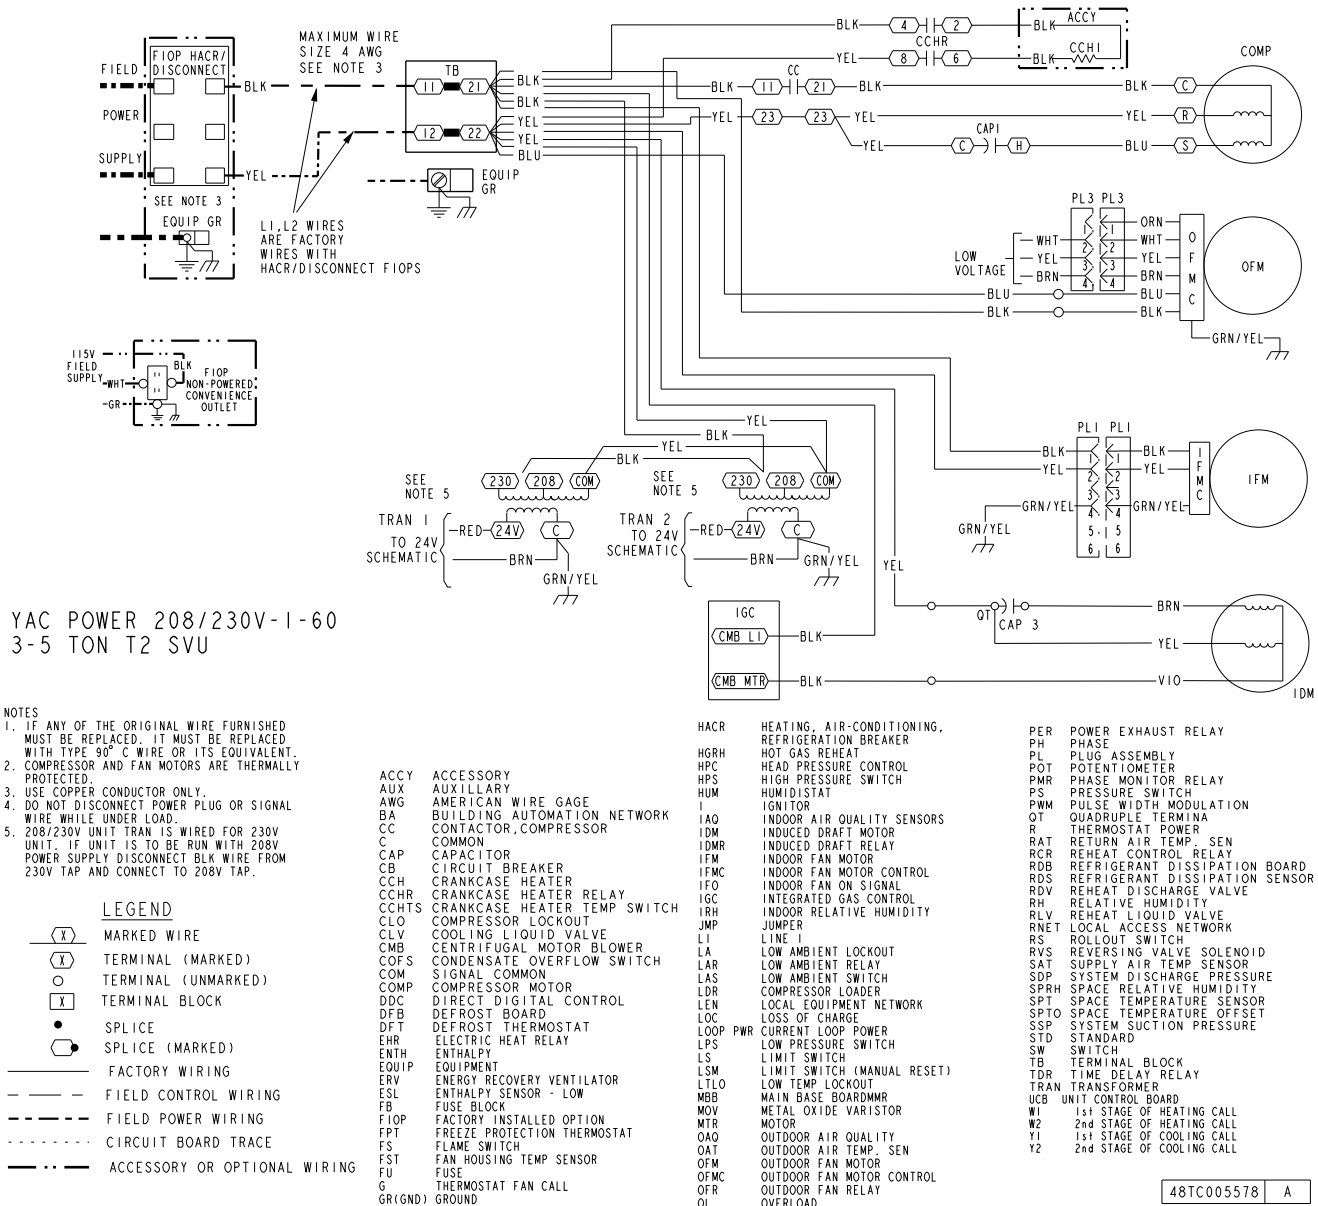 MAXIMUM WIRE
SIZE 4 AWG
SEE NOTE 3
FIOP HACR/
DISCONNECT
FIELD
POWER
SUPPLY
BLK
YEL
SEE NOTE 3
EQUIP GR
L1,L2 WIRES
ARE FACTORY
WIRES WITH
HACR/DISCONNECT FIOPS
TB
11 21
12 22
EQUIP
GR
BLK
BLK
YEL
YEL
BLU
BLK 4 2 BLK
CCHR
YEL 8 6 BLK
ACCY
CCH1
COMP
BLK 11 CC 21 BLK BLK C
YEL 23 23 YEL YEL R
YEL C CAP1 H BLU S
PL3 PL3
LOW
VOLTAGE
WHT
YEL
BRN
1 1
2 2
3 3
4 4
ORN
WHT
YEL
BRN
BLU BLU
BLK BLK
OFMC
OFM
GRN/YEL
115V
FIELD
SUPPLY
BLK
WHT
GR
FIOP
NON-POWERED
CONVENIENCE
OUTLET
YEL
BLK
YEL
BLK
SEE
NOTE 5
230 208 COM
TRAN 1
TO 24V
SCHEMATIC
RED 24V C
BRN
GRN/YEL
SEE
NOTE 5
230 208 COM
TRAN 2
TO 24V
SCHEMATIC
RED 24V C
BRN
GRN/YEL
PL1 PL1
BLK 1 1 BLK
YEL 2 2 YEL
3 3
GRN/YEL 4 4 GRN/YEL
5 5
6 6
GRN/YEL
IFMC
IFM
YEL
IGC
CMB L1 BLK
CMB MTR BLK
QT
CAP 3
BRN
YEL
VIO
IDM
YAC POWER 208/230V-1-60
3-5 TON T2 SVU
NOTES
1. IF ANY OF THE ORIGINAL WIRE FURNISHED
MUST BE REPLACED. IT MUST BE REPLACED
WITH TYPE 90° C WIRE OR ITS EQUIVALENT.
2. COMPRESSOR AND FAN MOTORS ARE THERMALLY
PROTECTED.
3. USE COPPER CONDUCTOR ONLY.
4. DO NOT DISCONNECT POWER PLUG OR SIGNAL
WIRE WHILE UNDER LOAD.
5. 208/230V UNIT TRAN IS WIRED FOR 230V
UNIT. IF UNIT IS TO BE RUN WITH 208V
POWER SUPPLY DISCONNECT BLK WIRE FROM
230V TAP AND CONNECT TO 208V TAP.
LEGEND
X MARKED WIRE
X TERMINAL (MARKED)
TERMINAL (UNMARKED)
X TERMINAL BLOCK
SPLICE
SPLICE (MARKED)
FACTORY WIRING
FIELD CONTROL WIRING
FIELD POWER WIRING
CIRCUIT BOARD TRACE
ACCESSORY OR OPTIONAL WIRING
ACCY ACCESSORY
AUX AUXILLARY
AWG AMERICAN WIRE GAGE
BA BUILDING AUTOMATION NETWORK
CC CONTACTOR,COMPRESSOR
C COMMON
CAP CAPACITOR
CB CIRCUIT BREAKER
CCH CRANKCASE HEATER
CCHR CRANKCASE HEATER RELAY
CCHTS CRANKCASE HEATER TEMP SWITCH
CLO COMPRESSOR LOCKOUT
CLV COOLING LIQUID VALVE
CMB CENTRIFUGAL MOTOR BLOWER
COFS CONDENSATE OVERFLOW SWITCH
COM SIGNAL COMMON
COMP COMPRESSOR MOTOR
DDC DIRECT DIGITAL CONTROL
DFB DEFROST BOARD
DFT DEFROST THERMOSTAT
EHR ELECTRIC HEAT RELAY
ENTH ENTHALPY
EQUIP EQUIPMENT
ERV ENERGY RECOVERY VENTILATOR
ESL ENTHALPY SENSOR - LOW
FB FUSE BLOCK
FIOP FACTORY INSTALLED OPTION
FPT FREEZE PROTECTION THERMOSTAT
FS FLAME SWITCH
FST FAN HOUSING TEMP SENSOR
FU FUSE
G THERMOSTAT FAN CALL
GR(GND) GROUND
HACR HEATING, AIR-CONDITIONING,
REFRIGERATION BREAKER
HGRH HOT GAS REHEAT
HPC HEAD PRESSURE CONTROL
HPS HIGH PRESSURE SWITCH
HUM HUMIDISTAT
I IGNITOR
IAQ INDOOR AIR QUALITY SENSORS
IDM INDUCED DRAFT MOTOR
IDMR INDUCED DRAFT RELAY
IFM INDOOR FAN MOTOR
IFMC INDOOR FAN MOTOR CONTROL
IFO INDOOR FAN ON SIGNAL
IGC INTEGRATED GAS CONTROL
IRH INDOOR RELATIVE HUMIDITY
JMP JUMPER
L1 LINE 1
LA LOW AMBIENT LOCKOUT
LAR LOW AMBIENT RELAY
LAS LOW AMBIENT SWITCH
LDR COMPRESSOR LOADER
LEN LOCAL EQUIPMENT NETWORK
LOC LOSS OF CHARGE
LOOP PWR CURRENT LOOP POWER
LPS LOW PRESSURE SWITCH
LS LIMIT SWITCH
LSM LIMIT SWITCH (MANUAL RESET)
LTLO LOW TEMP LOCKOUT
MBB MAIN BASE BOARDMMR
MOV METAL OXIDE VARISTOR
MTR MOTOR
OAQ OUTDOOR AIR QUALITY
OAT OUTDOOR AIR TEMP. SEN
OFM OUTDOOR FAN MOTOR
OFMC OUTDOOR FAN MOTOR CONTROL
OFR OUTDOOR FAN RELAY
OL OVERLOAD
PER POWER EXHAUST RELAY
PH PHASE
PL PLUG ASSEMBLY
POT POTENTIOMETER
PMR PHASE MONITOR RELAY
PS PRESSURE SWITCH
PWM PULSE WIDTH MODULATION
QT QUADRUPLE TERMINA
R THERMOSTAT POWER
RAT RETURN AIR TEMP. SEN
RCR REHEAT CONTROL RELAY
RDB REFRIGERANT DISSIPATION BOARD
RDS REFRIGERANT DISSIPATION SENSOR
RDV REHEAT DISCHARGE VALVE
RH RELATIVE HUMIDITY
RLV REHEAT LIQUID VALVE
RNET LOCAL ACCESS NETWORK
RS ROLLOUT SWITCH
RVS REVERSING VALVE SOLENOID
SAT SUPPLY AIR TEMP SENSOR
SDP SYSTEM DISCHARGE PRESSURE
SPRH SPACE RELATIVE HUMIDITY
SPT SPACE TEMPERATURE SENSOR
SPTO SPACE TEMPERATURE OFFSET
SSP SYSTEM SUCTION PRESSURE
STD STANDARD
SW SWITCH
TB TERMINAL BLOCK
TDR TIME DELAY RELAY
TRAN TRANSFORMER
UCB UNIT CONTROL BOARD
W1 1st STAGE OF HEATING CALL
W2 2nd STAGE OF HEATING CALL
Y1 1st STAGE OF COOLING CALL
Y2 2nd STAGE OF COOLING CALL
48TC005578 A